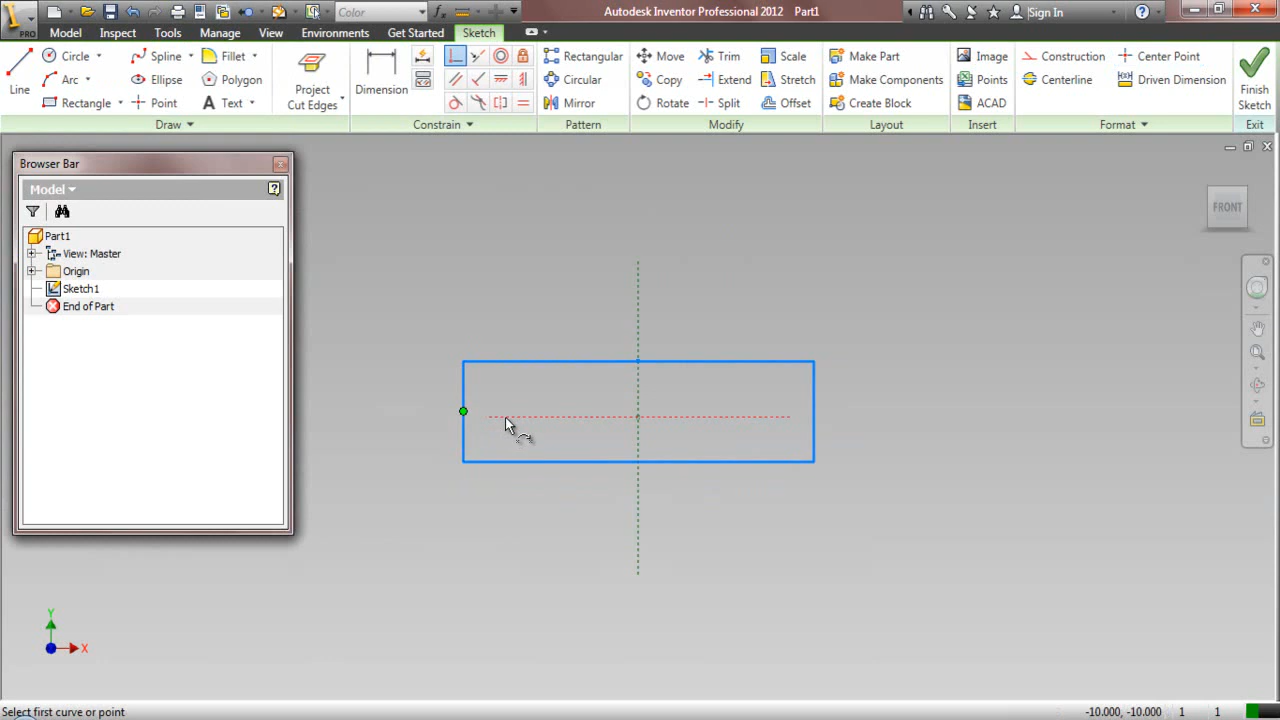 Color
Autodesk Inventor Professional 2012 Part1
Sign In
PRO
Model Inspect Tools Manage View Environments Get Started Sketch
Line
Circle Spline Fillet
Arc Ellipse Polygon
Rectangle Point Text
Project
Cut Edges
Dimension
Rectangular
Circular
Mirror
Move Trim Scale
Copy Extend Stretch
Rotate Split Offset
Make Part
Make Components
Create Block
Image
Points
ACAD
Construction Center Point
Centerline Driven Dimension
Finish
Sketch
Draw Constrain Pattern Modify Layout Insert Format Exit
Browser Bar
Model
Part1
View: Master
Origin
Sketch1
End of Part
FRONT
Y
X
Select first curve or point
-10.000, -10.000 1 1